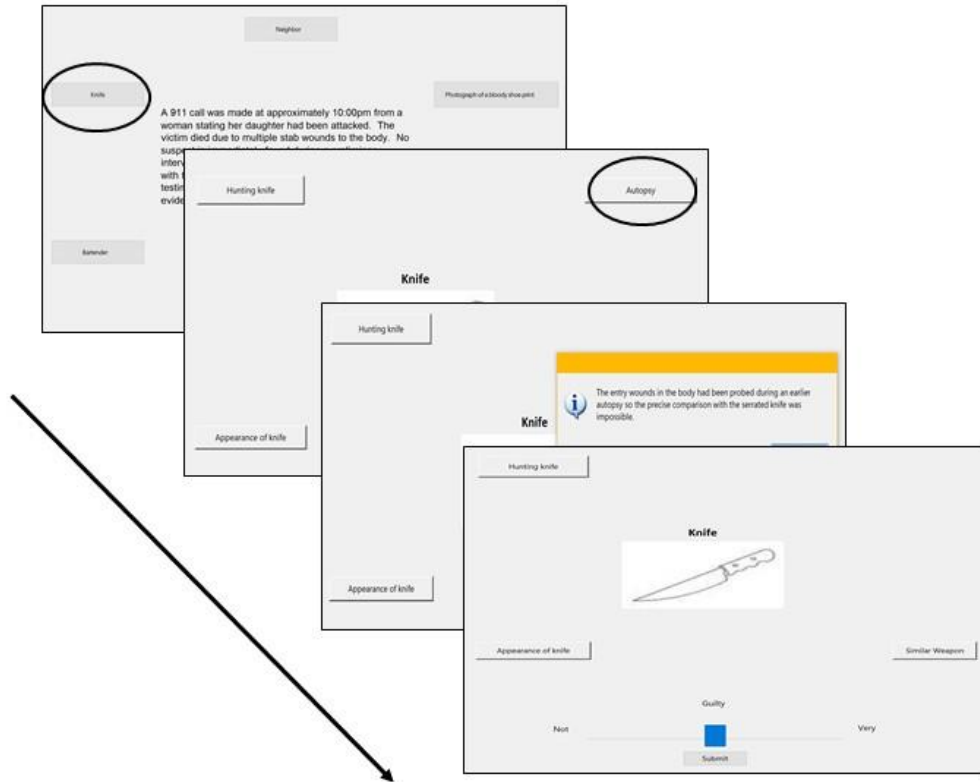 Neighbor
Knife
Photograph of a bloody shoe print
A 911 call was made at approximately 10:00pm from a
woman stating her daughter had been attacked. The
victim died due to multiple stab wounds to the body. No
with
Bartender
Hunting knife
Autopsy
Knife
Appearance of knife
Hunting knife
The entry wounds in the body had been probed during an earlier
autopsy so the precise comparison with the serrated knife was
impossible.
Knife
Appearance of knife
Hunting knife
Knife
Appearance of knife
Similar Weapon
Guilty
Not
Very
Submit